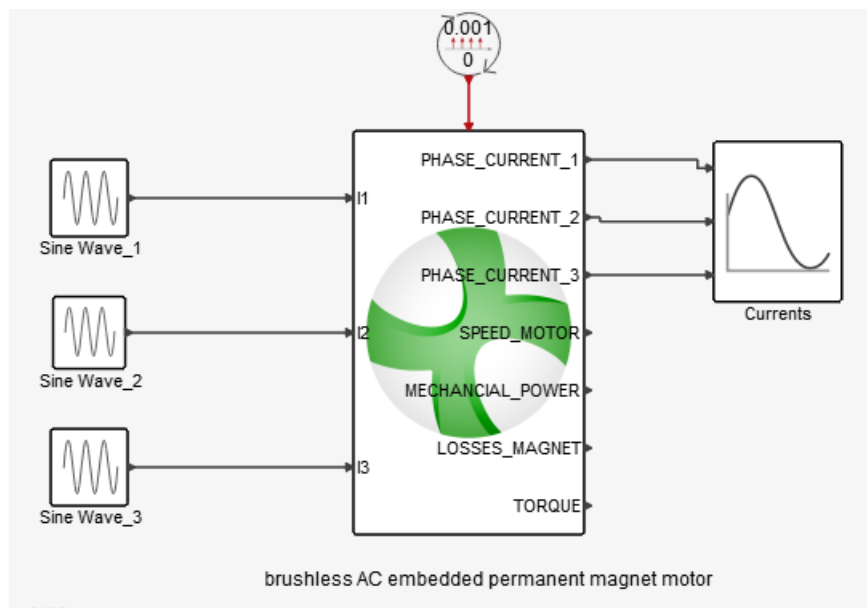 0.001
0
PHASE_CURRENT_1
I1
PHASE_CURRENT_2
Sine Wave_1
PHASE_CURRENT_3
Currents
I2
SPEED_MOTOR
Sine Wave_2
MECHANCIAL_POWER
LOSSES_MAGNET
I3
TORQUE
Sine Wave_3
brushless AC embedded permanent magnet motor